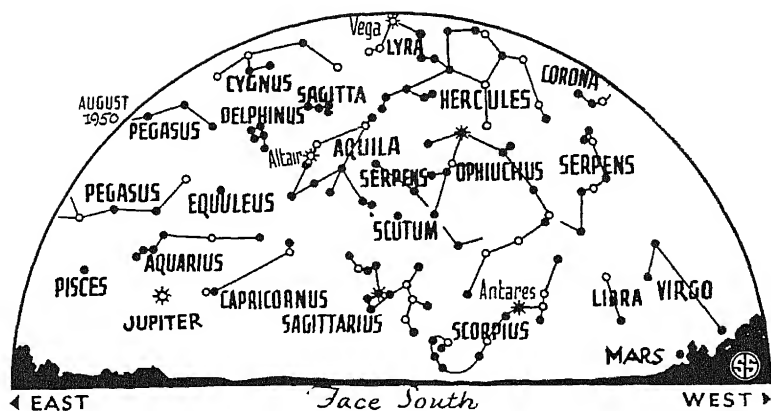 Vega
LYRA
CYGNUS
CORONA
AUGUST
1950
SAGITTA
HERCULES
PEGASUS
DELPHINUS
Altair
AQUILA
SERPENS
OPHIUCHUS
SERPENS
PEGASUS
EQUULEUS
SCUTUM
AQUARIUS
PISCES
JUPITER
CAPRICORNUS
SAGITTARIUS
Antares
SCORPIUS
LIBRA
VIRGO
MARS
EAST
Face South
WEST